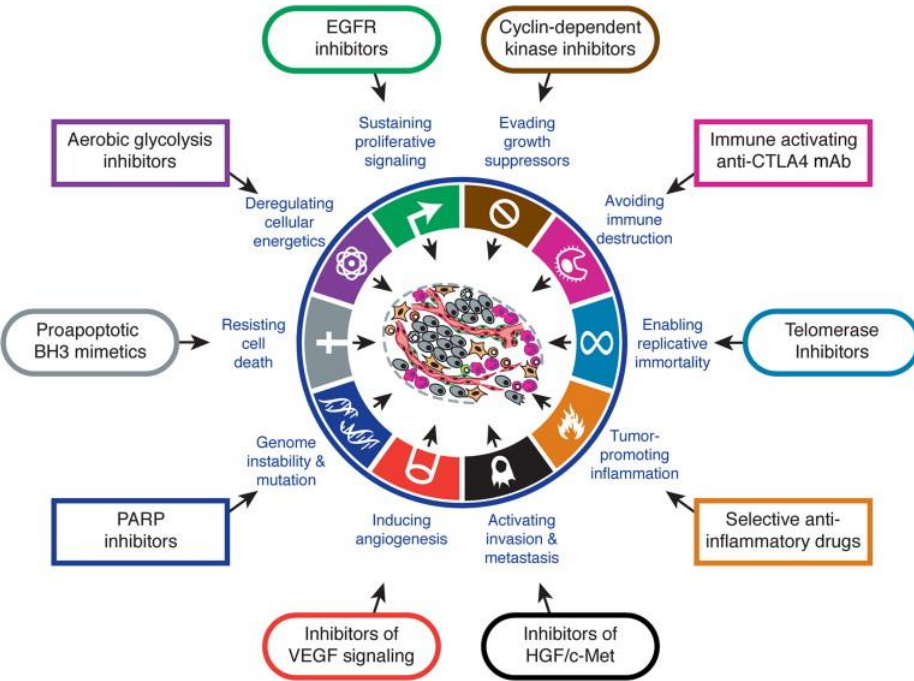 EGFR
inhibitors
Cyclin-dependent
kinase inhibitors
Sustaining
proliferative
signaling
Evading
growth
suppressors
Aerobic glycolysis
inhibitors
Immune activating
anti-CTLA4 mAb
Deregulating
cellular
energetics
Avoiding
immune
destruction
Proapoptotic
BH3 mimetics
Resisting
cell
death
Enabling
replicative
immortality
Telomerase
Inhibitors
Genome
instability &
mutation
Tumor-
promoting
inflammation
PARP
inhibitors
Inducing
angiogenesis
Activating
invasion &
metastasis
Selective anti-
inflammatory drugs
Inhibitors of
VEGF signaling
Inhibitors of
HGF/c-Met